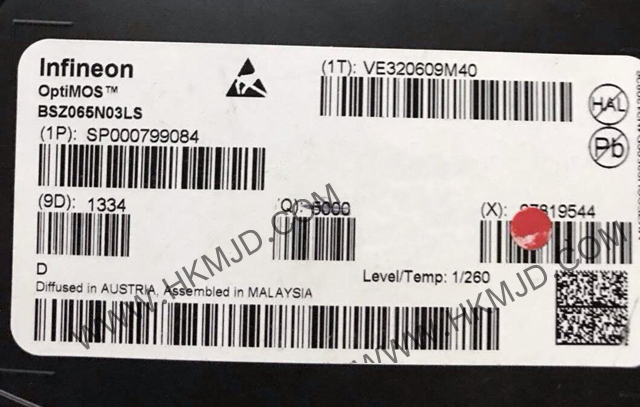 Infineon
OptiMOS™
BSZ065N03LS
(1P): SP000799084
(1T): VE320609M40
HAL
Pb
(9D): 1334
(Q): 5000
(X):
D
Level/Temp: 1/260
Diffused in AUSTRIA, Assembled in MALAYSIA
WWW.HKMJD.COM
WWW.HKMJD.COM